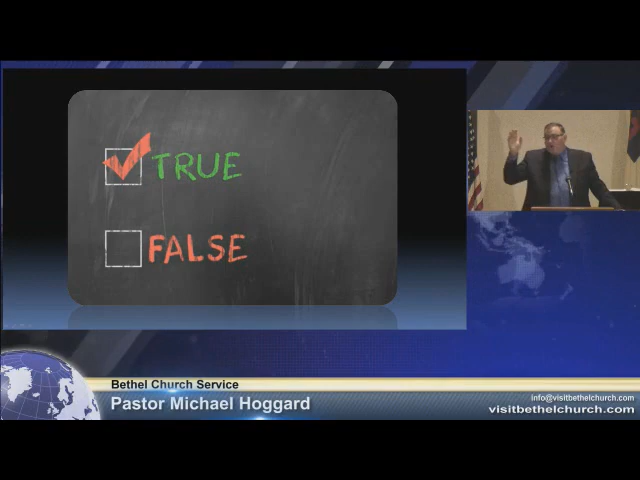 TRUE
FALSE
Bethel Church Service
Pastor Michael Hoggard
info@visitbethelchurch.com
visitbethelchurch.com